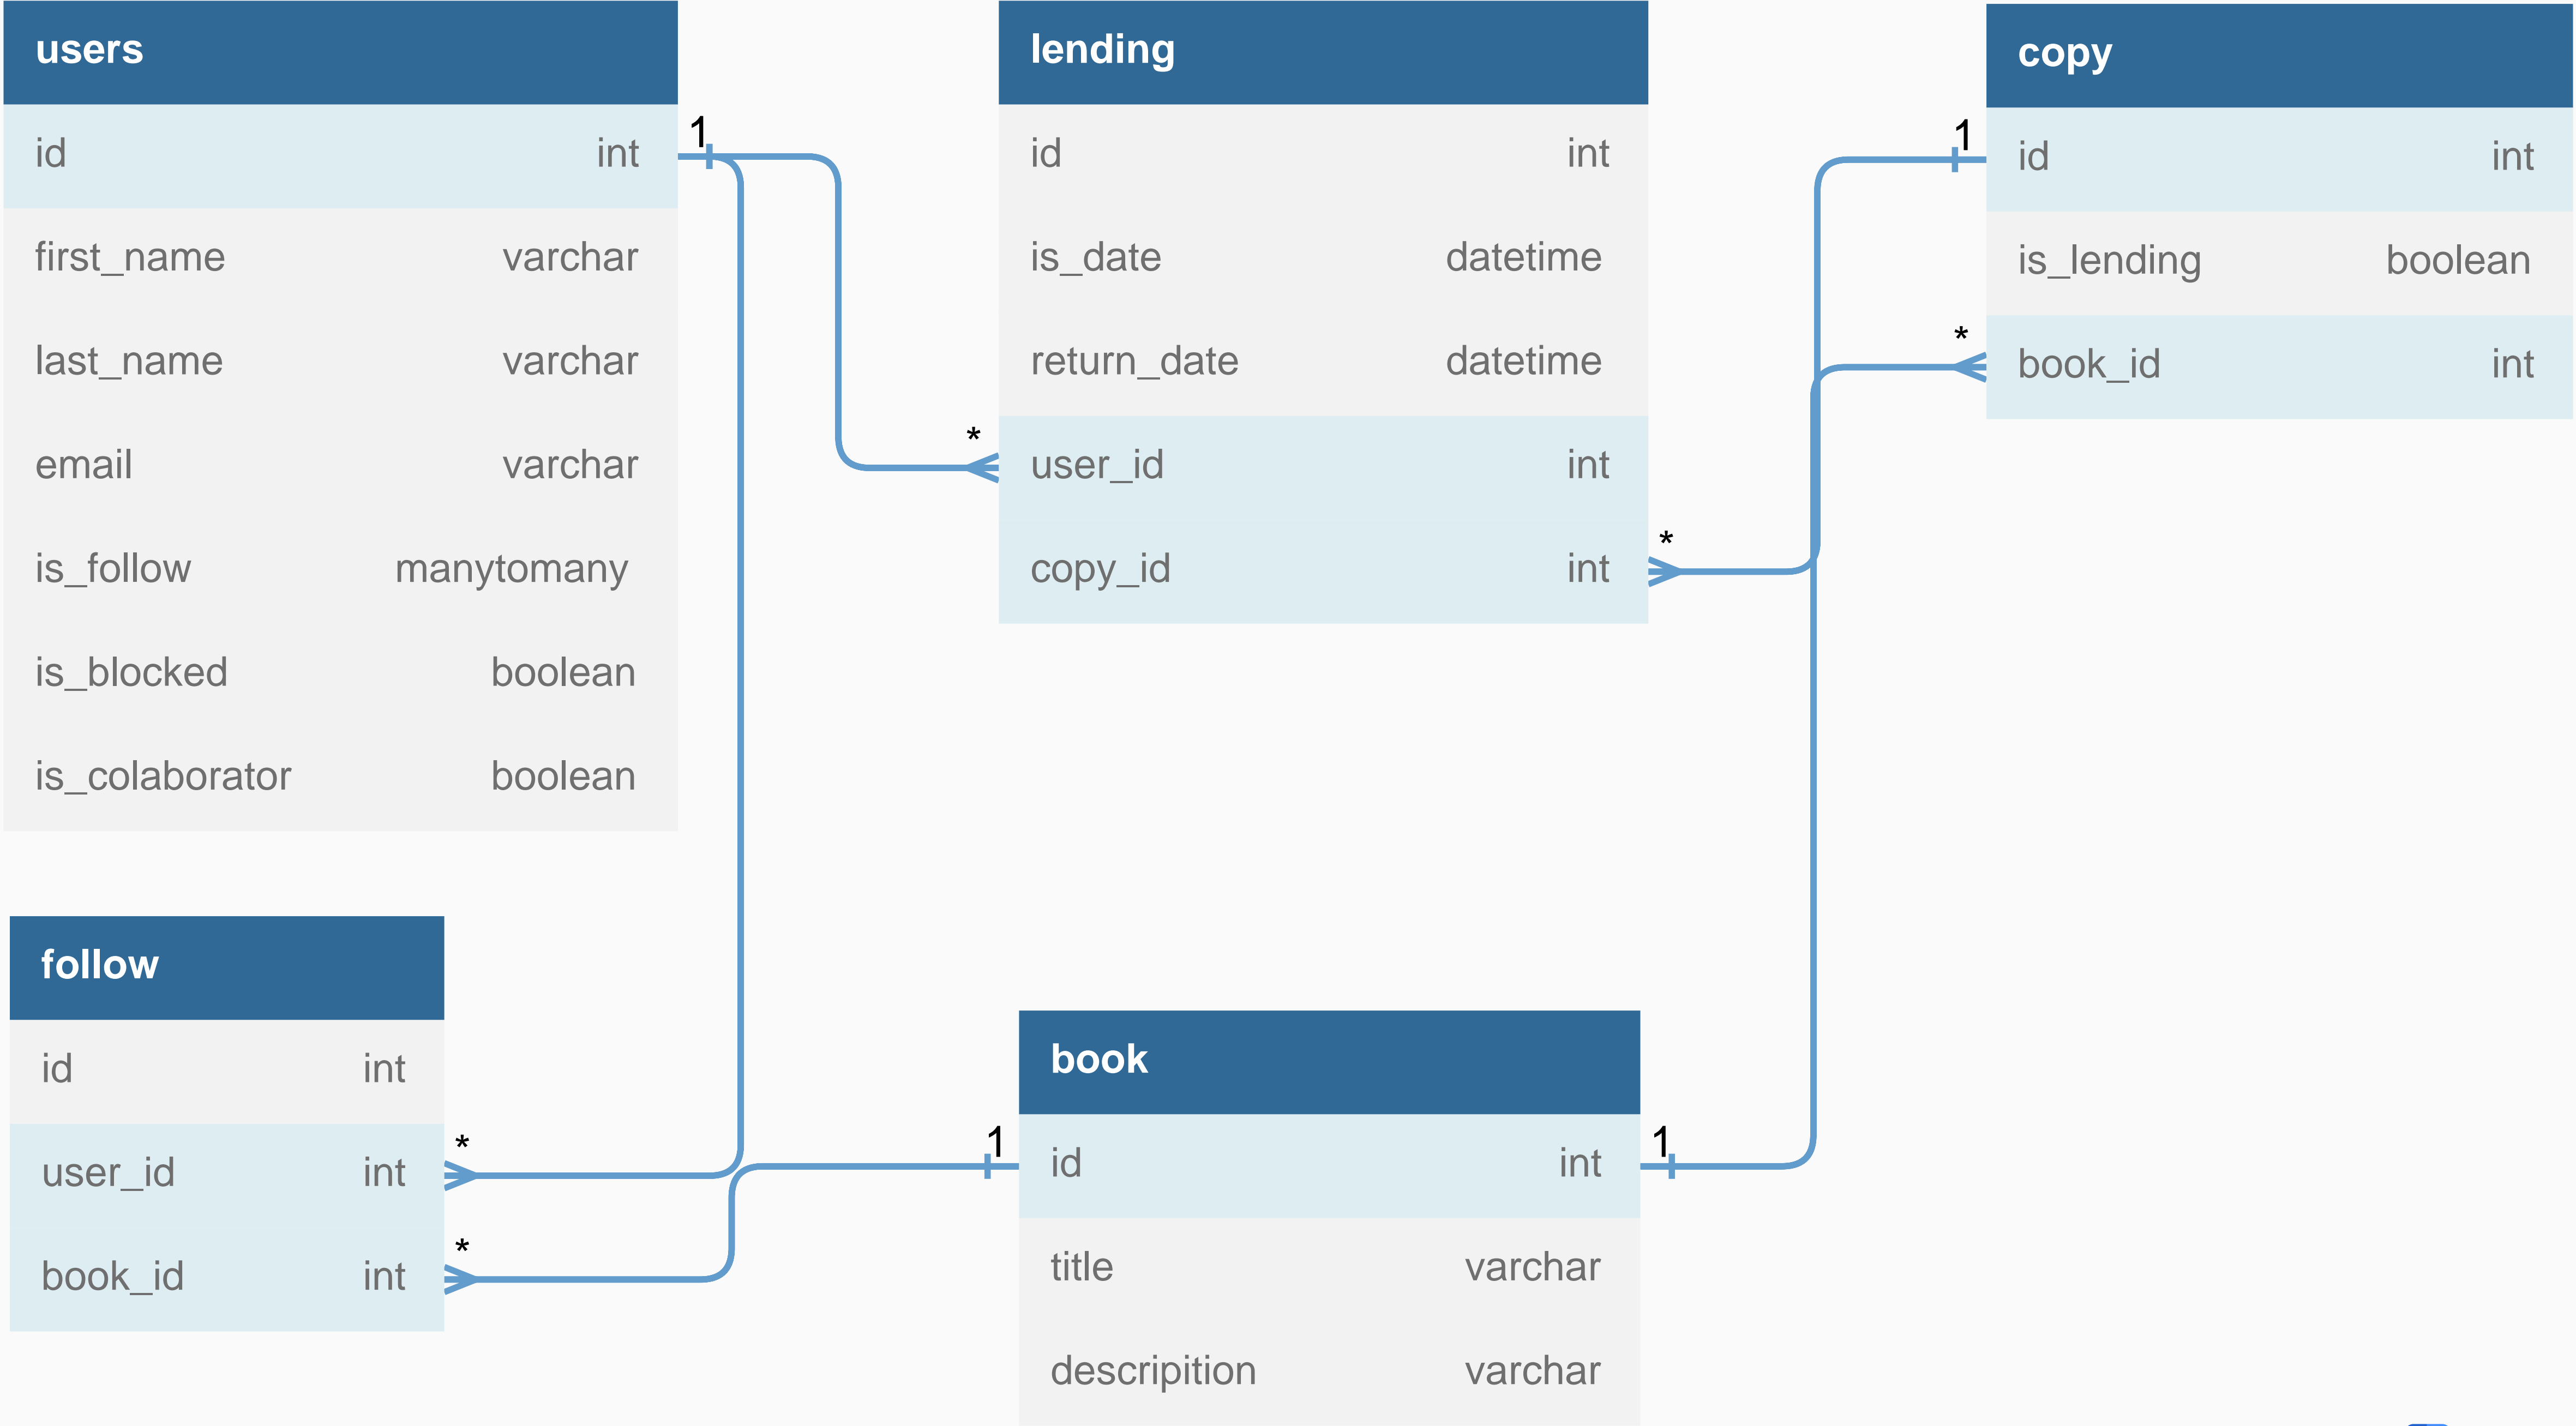 users
id int
first_name varchar
last_name varchar
email varchar
is_follow manytomany
is_blocked boolean
is_colaborator boolean
1
lending
id int
is_date datetime
return_date datetime
* user_id int
copy_id int *
copy
1 id int
is_lending boolean
* book_id int
follow
id int
user_id int *
book_id int *
book
1 id int 1
title varchar
descripition varchar